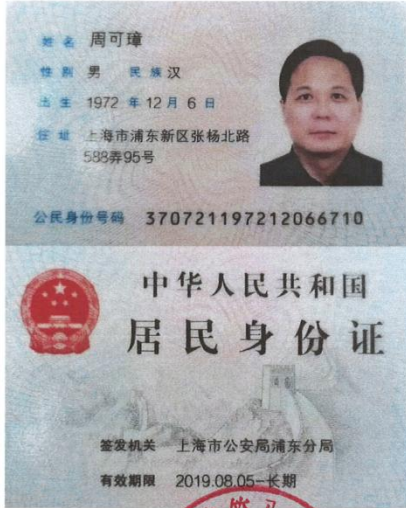 姓名 周可璋
性别 男 民族 汉
出生 1972 年 12 月 6 日
住址 上海市浦东新区张杨北路
588弄95号
公民身份号码 370721197212066710
中华人民共和国
居民身份证
签发机关 上海市公安局浦东分局
有效期限 2019.08.05-长期